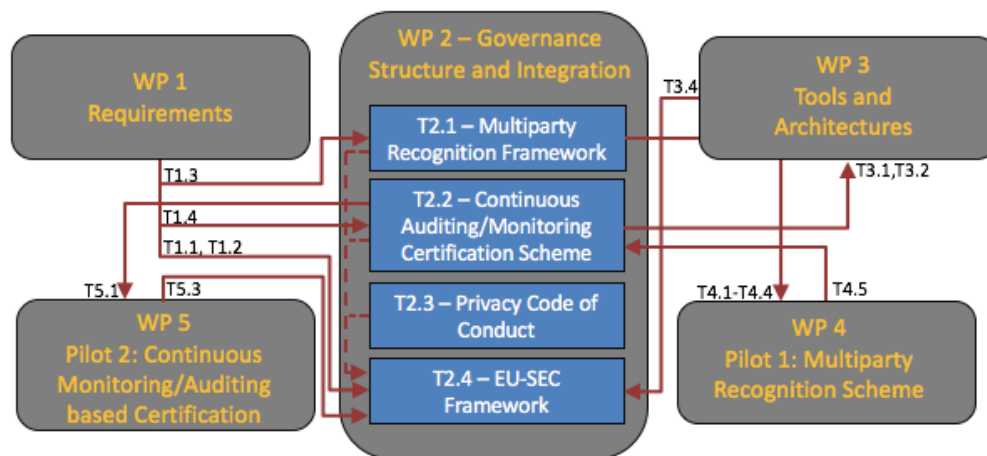 WP 1
Requirements
WP 2 – Governance
Structure and Integration
WP 3
Tools and
Architectures
T3.4
T2.1 – Multiparty
Recognition Framework
T1.3
T3.1,T3.2
T2.2 – Continuous
Auditing/Monitoring
Certification Scheme
T1.4
T1.1, T1.2
T5.1
T5.3
T2.3 – Privacy Code of
Conduct
T4.1-T4.4
T4.5
WP 5
Pilot 2: Continuous
Monitoring/Auditing
based Certification
T2.4 – EU-SEC
Framework
WP 4
Pilot 1: Multiparty
Recognition Scheme